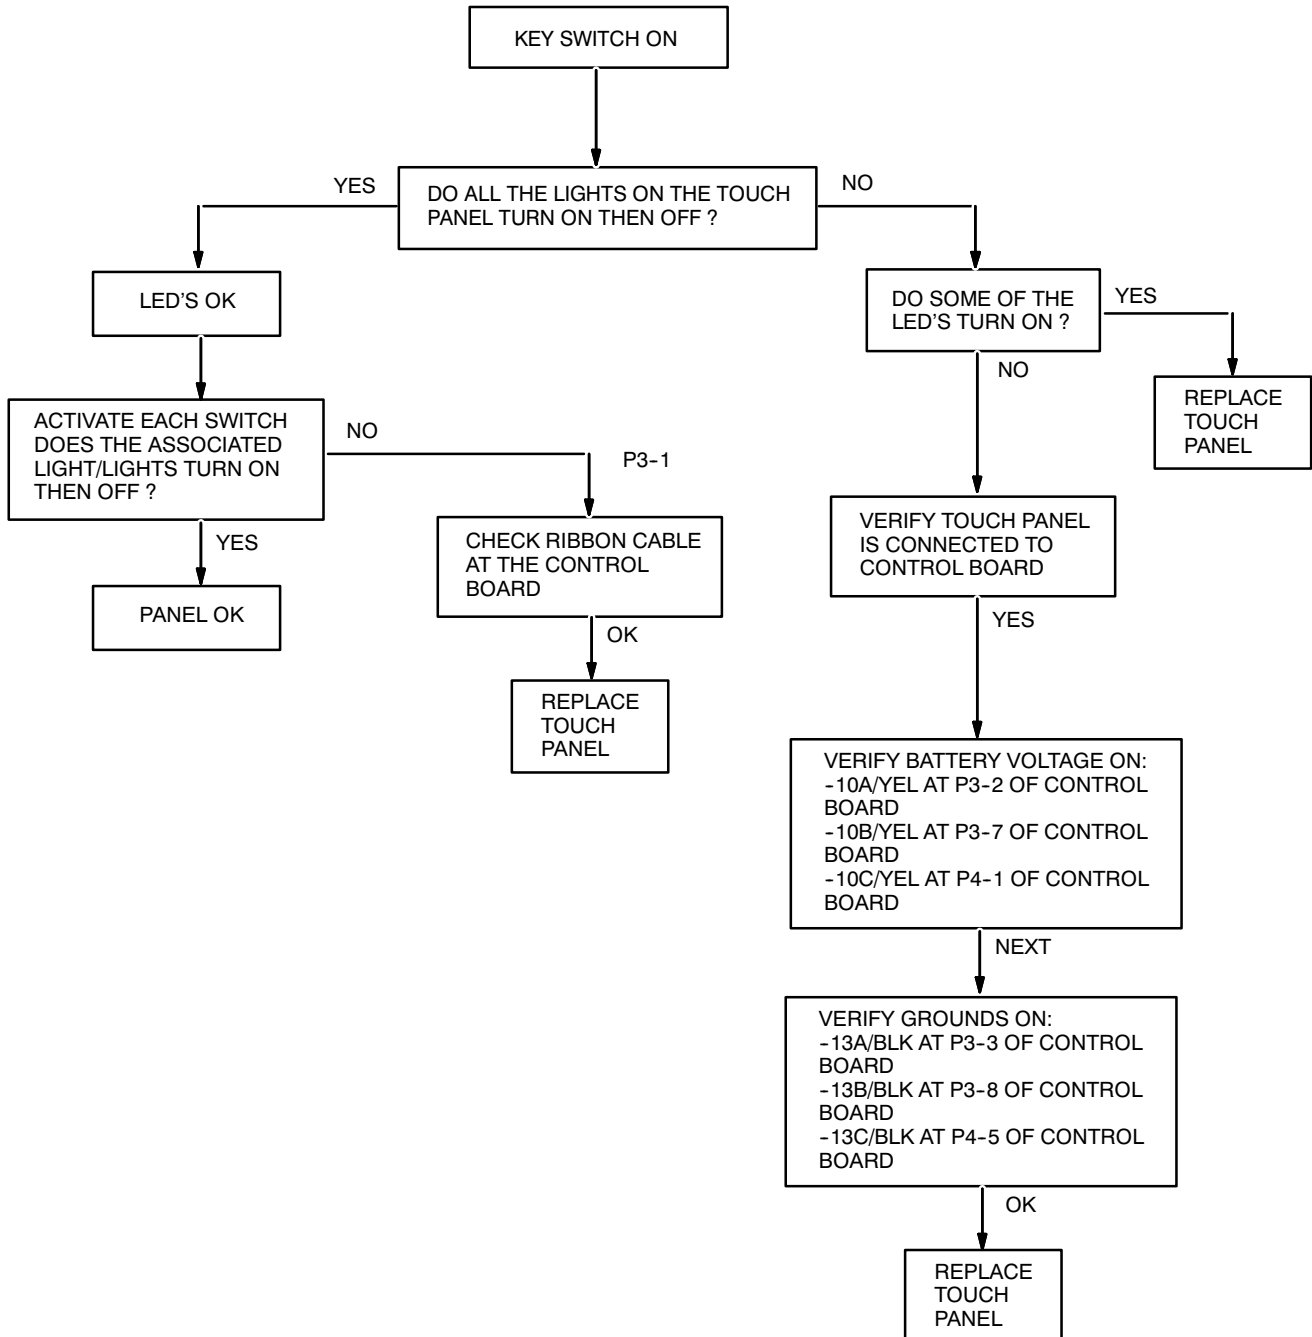 KEY SWITCH ON
YES
DO ALL THE LIGHTS ON THE TOUCH
PANEL TURN ON THEN OFF ?
NO
LED'S OK
DO SOME OF THE
LED'S TURN ON ?
YES
NO
REPLACE
TOUCH
PANEL
ACTIVATE EACH SWITCH
DOES THE ASSOCIATED
LIGHT/LIGHTS TURN ON
THEN OFF ?
NO
P3-1
YES
CHECK RIBBON CABLE
AT THE CONTROL
BOARD
VERIFY TOUCH PANEL
IS CONNECTED TO
CONTROL BOARD
PANEL OK
OK
YES
REPLACE
TOUCH
PANEL
VERIFY BATTERY VOLTAGE ON:
-10A/YEL AT P3-2 OF CONTROL
BOARD
-10B/YEL AT P3-7 OF CONTROL
BOARD
-10C/YEL AT P4-1 OF CONTROL
BOARD
NEXT
VERIFY GROUNDS ON:
-13A/BLK AT P3-3 OF CONTROL
BOARD
-13B/BLK AT P3-8 OF CONTROL
BOARD
-13C/BLK AT P4-5 OF CONTROL
BOARD
OK
REPLACE
TOUCH
PANEL